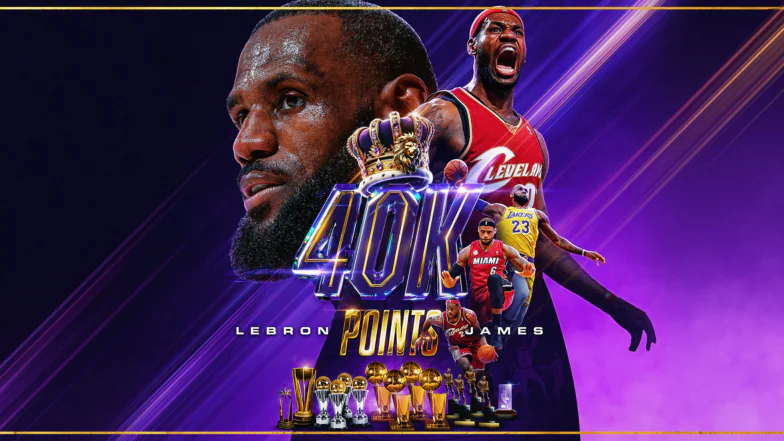 CLEVELAND
40K
LAKERS
23
MIAMI
6
LEBRON POINTS JAMES